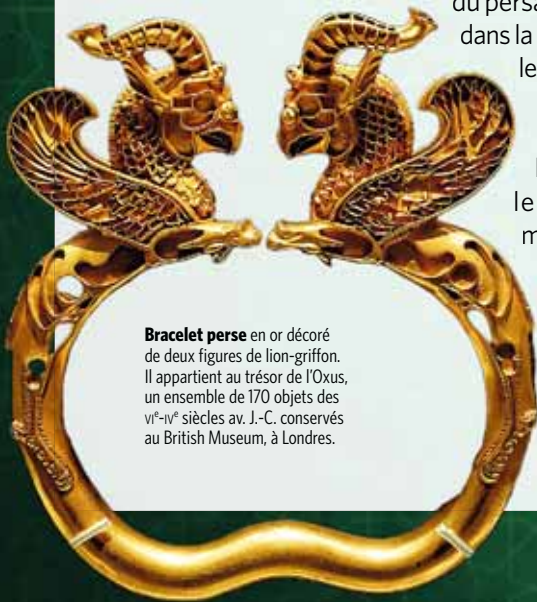 du persa
dans la
le
le
m
Bracelet perse en or décoré
de deux figures de lion-griffon.
Il appartient au trésor de l'Oxus,
un ensemble de 170 objets des
VIᵉ-IVᵉ siècles av. J.-C. conservés
au British Museum, à Londres.